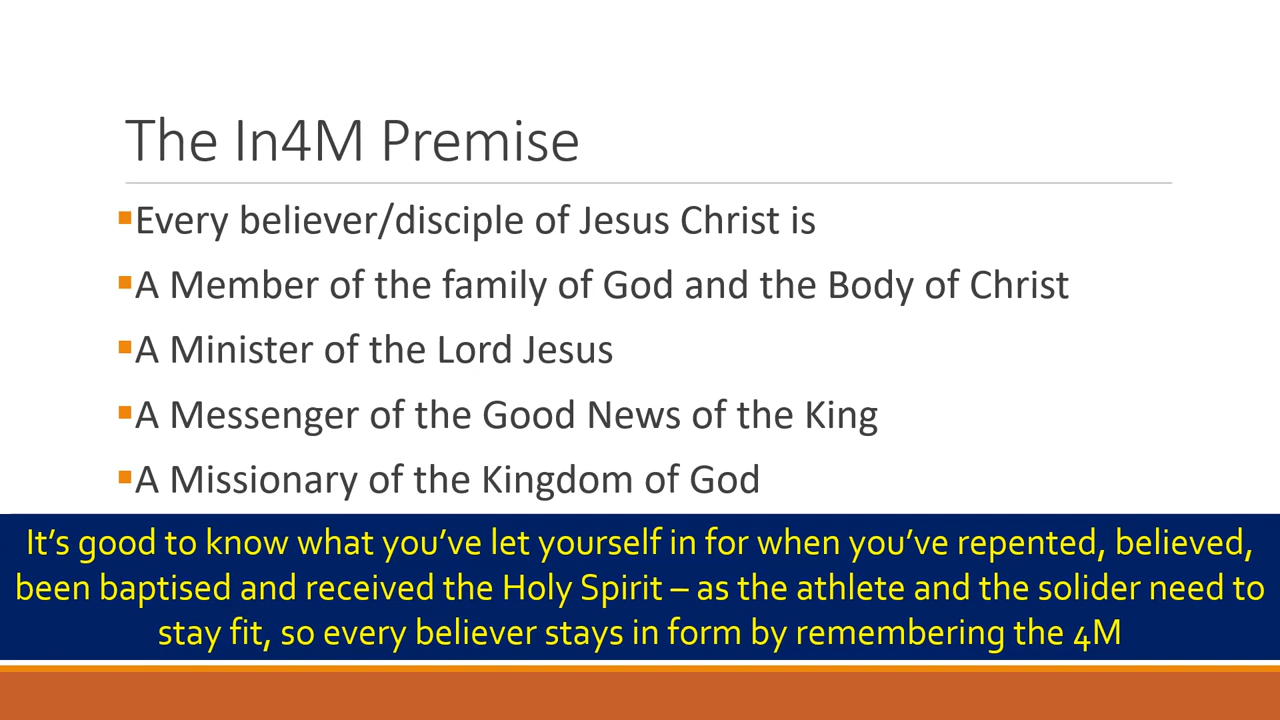 The In4M Premise
▪Every believer/disciple of Jesus Christ is
▪A Member of the family of God and the Body of Christ
▪A Minister of the Lord Jesus
▪A Messenger of the Good News of the King
▪A Missionary of the Kingdom of God
It’s good to know what you’ve let yourself in for when you’ve repented, believed,
been baptised and received the Holy Spirit – as the athlete and the solider need to
stay fit, so every believer stays in form by remembering the 4M